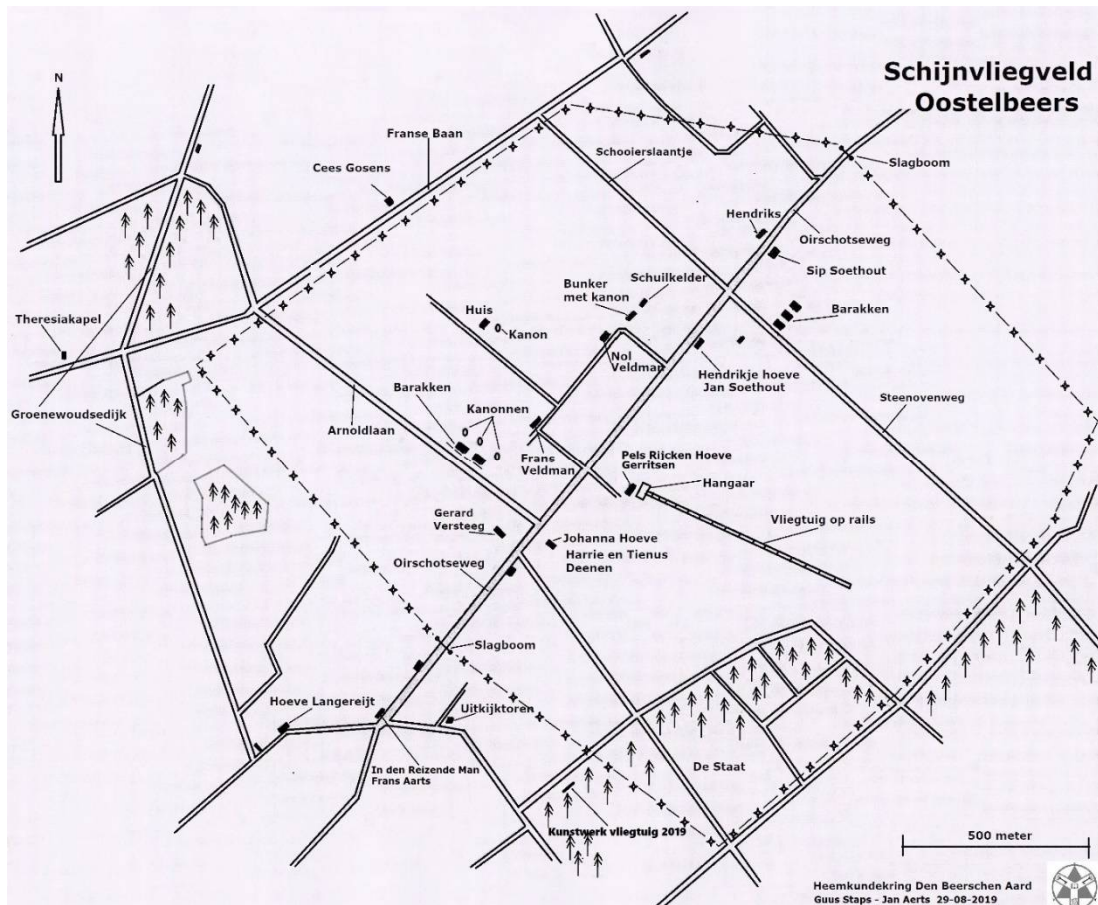 Schijnvliegveld
Oostelbeers
N
Franse Baan
Cees Gosens
Schooierslaantje
Slagboom
Hendriks
Oirschotseweg
Sip Soethout
Schuilkelder
Bunker
met kanon
Huis
Kanon
Barakken
Theresiakapel
Nol
Veldman
Hendrikje hoeve
Jan Soethout
Groenewoudsedijk
Barakken
Kanonnen
Steenovenweg
Arnoldlaan
Frans
Veldman
Pels Rijcken Hoeve
Gerritsen
Hangaar
Gerard
Versteeg
Vliegtuig op rails
Johanna Hoeve
Harrie en Tienus
Deenen
Oirschotseweg
Slagboom
Hoeve Langereijt
Uitkijktoren
In den Reizende Man
Frans Aarts
De Staat
Kunstwerk vliegtuig 2019
500 meter
Heemkundekring Den Beerschen Aard
Guus Staps - Jan Aerts 29-08-2019